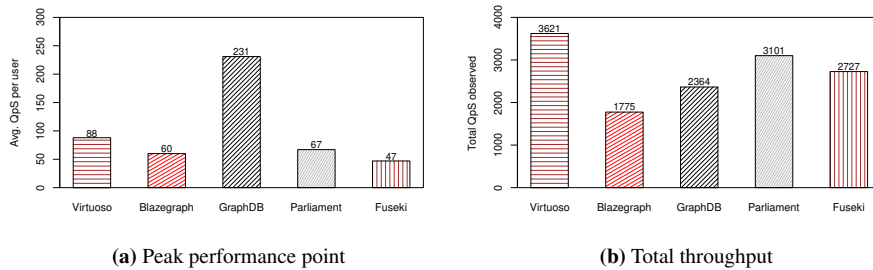 Avg. QpS per user
300
250
200
150
100
50
0
88
60
231
67
47
Virtuoso
Blazegraph
GraphDB
Parliament
Fuseki
(a) Peak performance point
Total QpS observed
4000
3000
2000
1000
0
3621
1775
2364
3101
2727
Virtuoso
Blazegraph
GraphDB
Parliament
Fuseki
(b) Total throughput